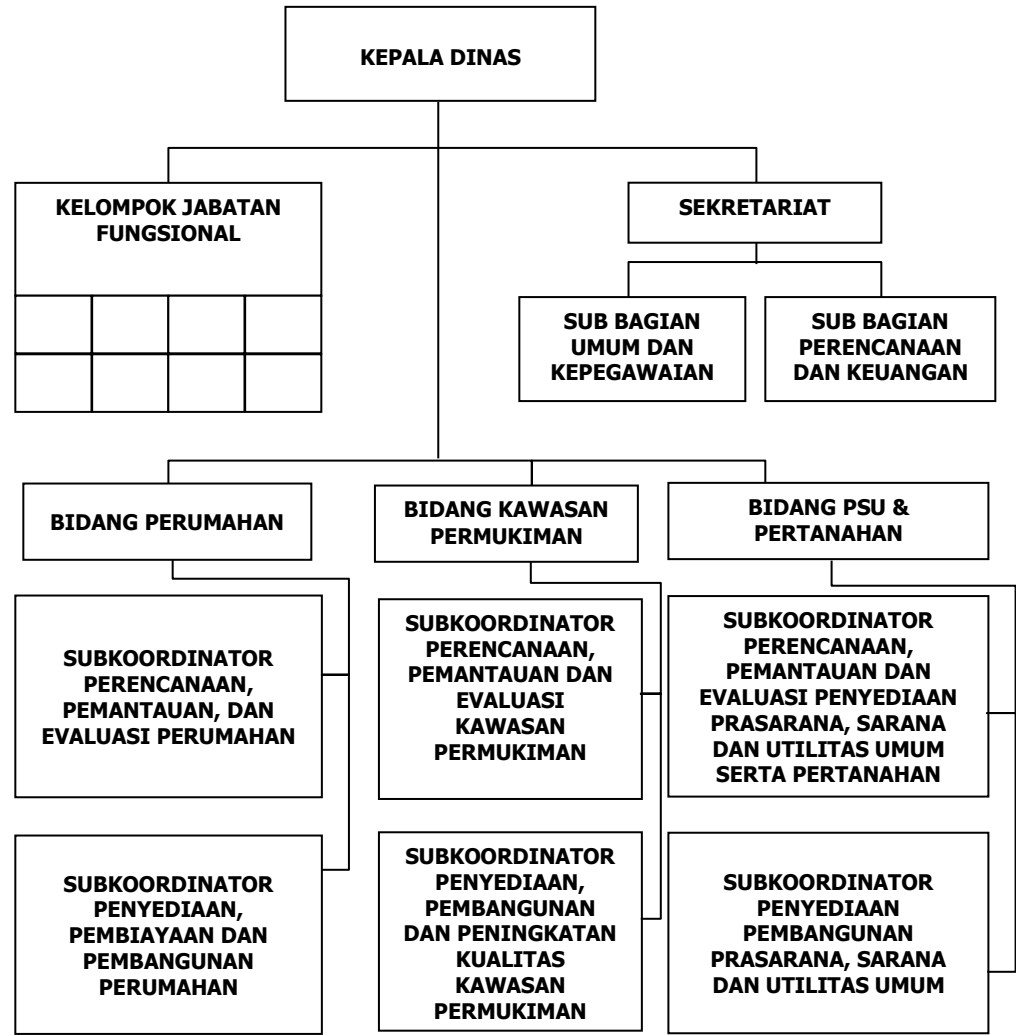 KEPALA DINAS
KELOMPOK JABATAN
FUNGSIONAL
SEKRETARIAT
SUB BAGIAN
UMUM DAN
KEPEGAWAIAN
SUB BAGIAN
PERENCANAAN
DAN KEUANGAN
BIDANG PERUMAHAN
BIDANG KAWASAN
PERMUKIMAN
BIDANG PSU &
PERTANAHAN
SUBKOORDINATOR
PERENCANAAN,
PEMANTAUAN, DAN
EVALUASI PERUMAHAN
SUBKOORDINATOR
PERENCANAAN,
PEMANTAUAN DAN
EVALUASI
KAWASAN
PERMUKIMAN
SUBKOORDINATOR
PERENCANAAN,
PEMANTAUAN DAN
EVALUASI PENYEDIAAN
PRASARANA, SARANA
DAN UTILITAS UMUM
SERTA PERTANAHAN
SUBKOORDINATOR
PENYEDIAAN,
PEMBIAYAAN DAN
PEMBANGUNAN
PERUMAHAN
SUBKOORDINATOR
PENYEDIAAN,
PEMBANGUNAN
DAN PENINGKATAN
KUALITAS
KAWASAN
PERMUKIMAN
SUBKOORDINATOR
PENYEDIAAN
PEMBANGUNAN
PRASARANA, SARANA
DAN UTILITAS UMUM